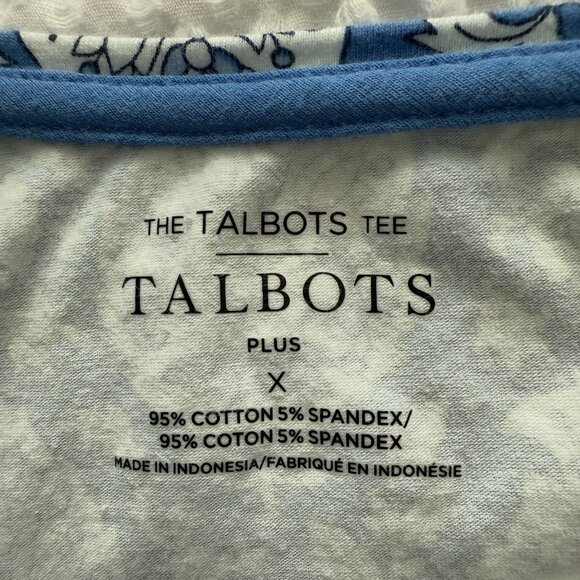 THE TALBOTS TEE
TALBOTS
PLUS
X
95% COTTON 5% SPANDEX/
95% COTON 5% SPANDEX
MADE IN INDONESIA/FABRIQUÉ EN INDONÉSIE